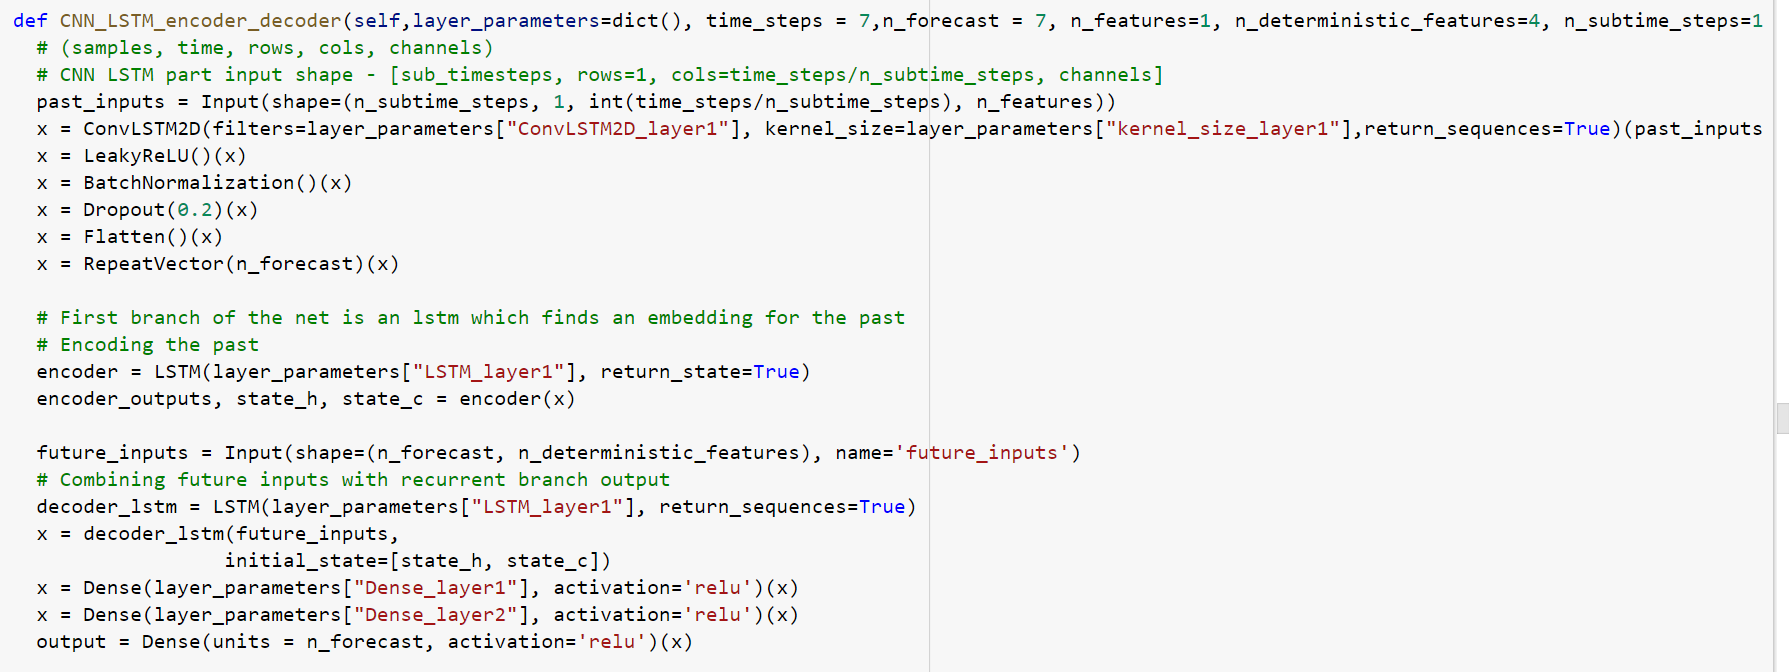 def CNN_LSTM_encoder_decoder(self,layer_parameters=dict(), time_steps = 7,n_forecast = 7, n_features=1, n_deterministic_features=4, n_subtime_steps=1
# (samples, time, rows, cols, channels)
# CNN LSTM part input shape - [sub_timesteps, rows=1, cols=time_steps/n_subtime_steps, channels]
past_inputs = Input(shape=(n_subtime_steps, 1, int(time_steps/n_subtime_steps), n_features))
x = ConvLSTM2D(filters=layer_parameters["ConvLSTM2D_layer1"], kernel_size=layer_parameters["kernel_size_layer1"],return_sequences=True)(past_inputs
x = LeakyReLU()(x)
x = BatchNormalization()(x)
x = Dropout(0.2)(x)
x = Flatten()(x)
x = RepeatVector(n_forecast)(x)
# First branch of the net is an lstm which finds an embedding for the past
# Encoding the past
encoder = LSTM(layer_parameters["LSTM_layer1"], return_state=True)
encoder_outputs, state_h, state_c = encoder(x)
future_inputs = Input(shape=(n_forecast, n_deterministic_features), name='future_inputs')
# Combining future inputs with recurrent branch output
decoder_lstm = LSTM(layer_parameters["LSTM_layer1"], return_sequences=True)
x = decoder_lstm(future_inputs,
initial_state=[state_h, state_c])
x = Dense(layer_parameters["Dense_layer1"], activation='relu')(x)
x = Dense(layer_parameters["Dense_layer2"], activation='relu')(x)
output = Dense(units = n_forecast, activation='relu')(x)